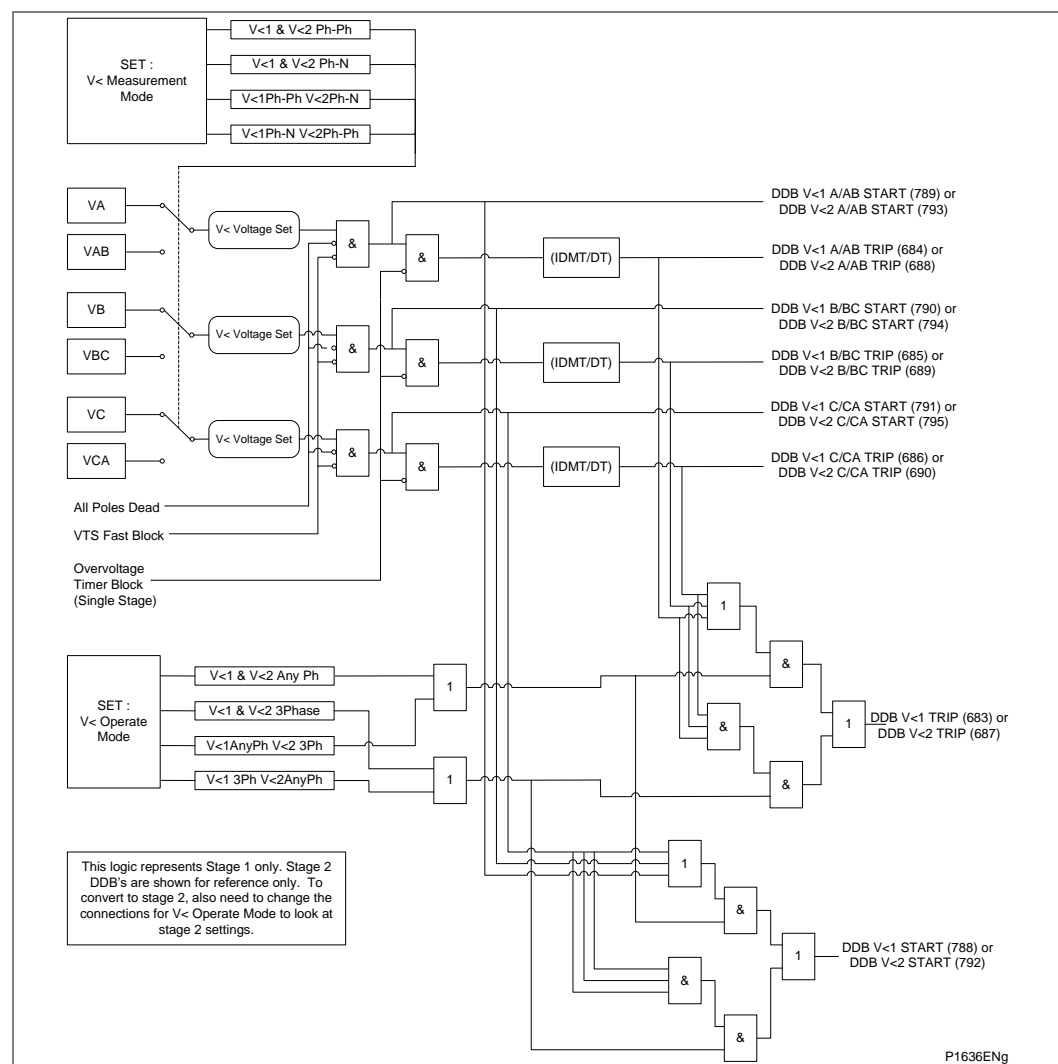 SET :
V< Measurement
Mode
V<1 & V<2 Ph-Ph
V<1 & V<2 Ph-N
V<1Ph-Ph V<2Ph-N
V<1Ph-N V<2Ph-Ph
VA
VAB
V< Voltage Set
&
&
(IDMT/DT)
DDB V<1 A/AB START (789) or
DDB V<2 A/AB START (793)
DDB V<1 A/AB TRIP (684) or
DDB V<2 A/AB TRIP (688)
VB
VBC
V< Voltage Set
&
&
(IDMT/DT)
DDB V<1 B/BC START (790) or
DDB V<2 B/BC START (794)
DDB V<1 B/BC TRIP (685) or
DDB V<2 B/BC TRIP (689)
VC
VCA
V< Voltage Set
&
&
(IDMT/DT)
DDB V<1 C/CA START (791) or
DDB V<2 C/CA START (795)
DDB V<1 C/CA TRIP (686) or
DDB V<2 C/CA TRIP (690)
All Poles Dead
VTS Fast Block
Overvoltage
Timer Block
(Single Stage)
SET :
V< Operate
Mode
V<1 & V<2 Any Ph
V<1 & V<2 3Phase
V<1AnyPh V<2 3Ph
V<1 3Ph V<2AnyPh
1
1
1
&
&
&
1
DDB V<1 TRIP (683) or
DDB V<2 TRIP (687)
This logic represents Stage 1 only. Stage 2
DDB's are shown for reference only. To
convert to stage 2, also need to change the
connections for V< Operate Mode to look at
stage 2 settings.
1
&
&
&
1
DDB V<1 START (788) or
DDB V<2 START (792)
P1636ENg